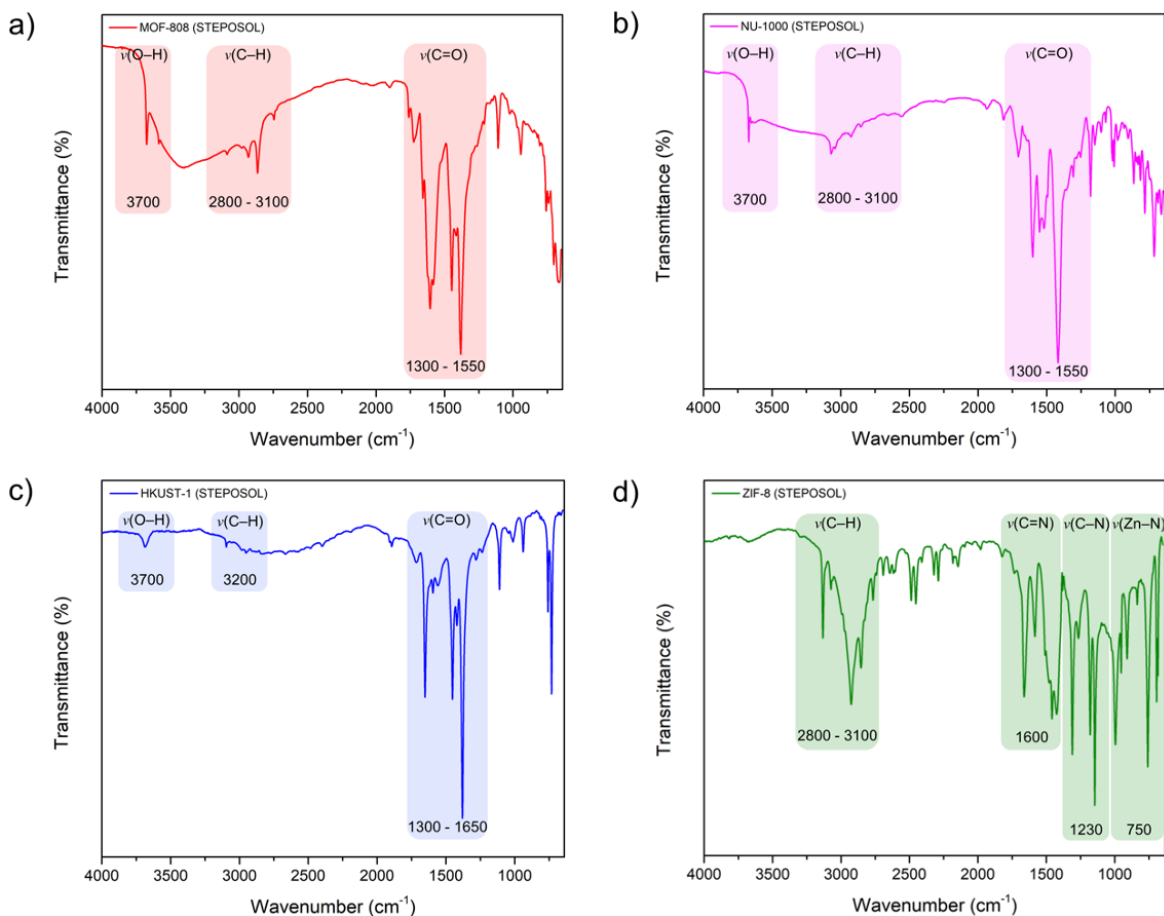 a)
MOF-808 (STEPOSOL)
ν(O–H)
ν(C–H)
ν(C=O)
3700
2800 - 3100
1300 - 1550
Transmittance (%)
4000 3500 3000 2500 2000 1500 1000
Wavenumber (cm⁻¹)
b)
NU-1000 (STEPOSOL)
ν(O–H)
ν(C–H)
ν(C=O)
3700
2800 - 3100
1300 - 1550
Transmittance (%)
4000 3500 3000 2500 2000 1500 1000
Wavenumber (cm⁻¹)
c)
HKUST-1 (STEPOSOL)
ν(O–H)
ν(C–H)
ν(C=O)
3700
3200
1300 - 1650
Transmittance (%)
4000 3500 3000 2500 2000 1500 1000
Wavenumber (cm⁻¹)
d)
ZIF-8 (STEPOSOL)
ν(C–H)
ν(C=N)
ν(C–N)
ν(Zn–N)
2800 - 3100
1600
1230
750
Transmittance (%)
4000 3500 3000 2500 2000 1500 1000
Wavenumber (cm⁻¹)